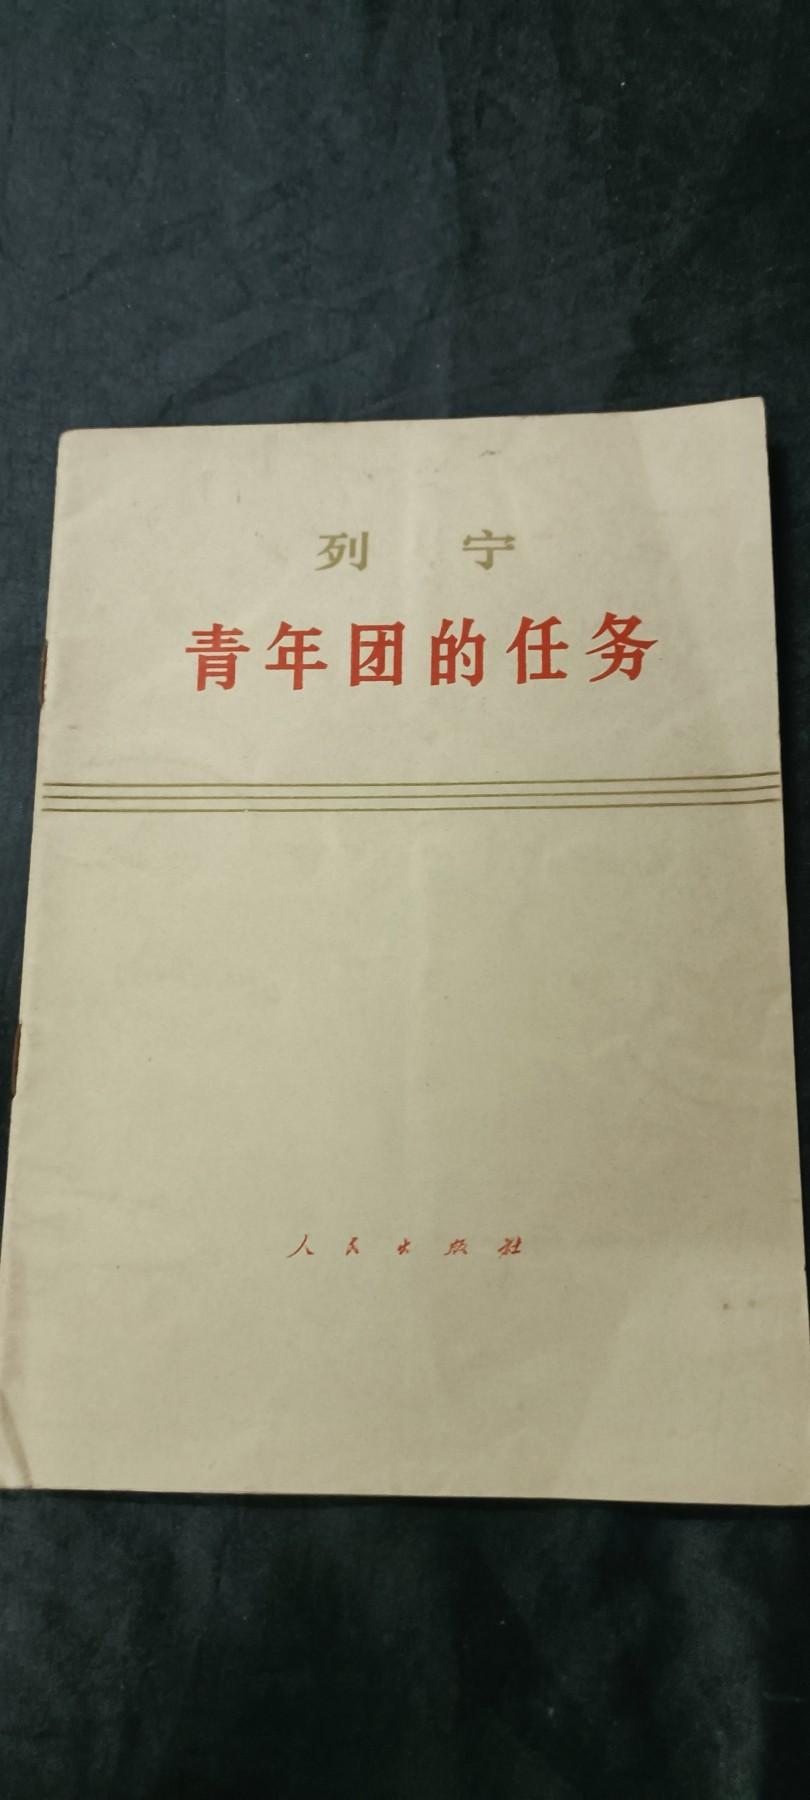 列 宁
青年团的任务
人民出版社